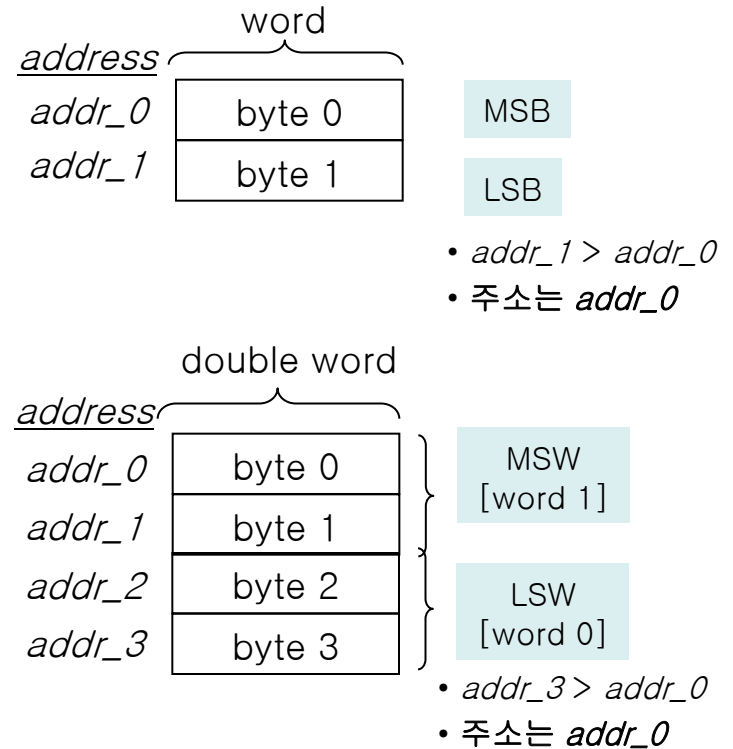 word
address
addr_0 byte 0 MSB
addr_1 byte 1 LSB
• addr_1 > addr_0
• 주소는 addr_0
double word
address
addr_0 byte 0 MSW
[word 1]
addr_1 byte 1
addr_2 byte 2 LSW
[word 0]
addr_3 byte 3
• addr_3 > addr_0
• 주소는 addr_0